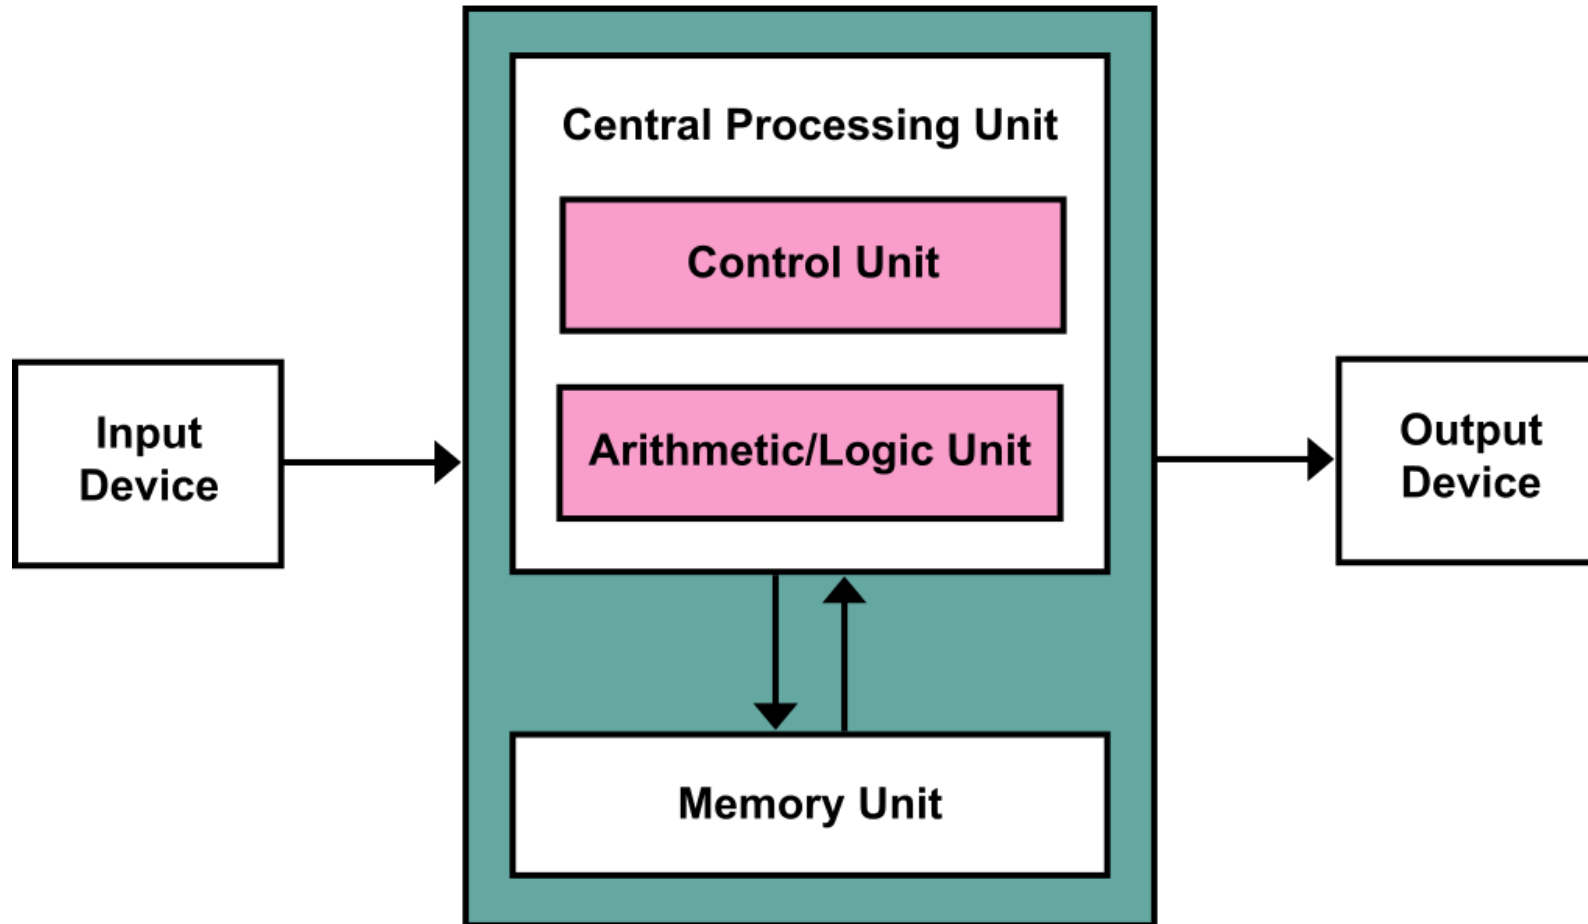 Central Processing Unit
Control Unit
Arithmetic/Logic Unit
Input
Device
Output
Device
Memory Unit